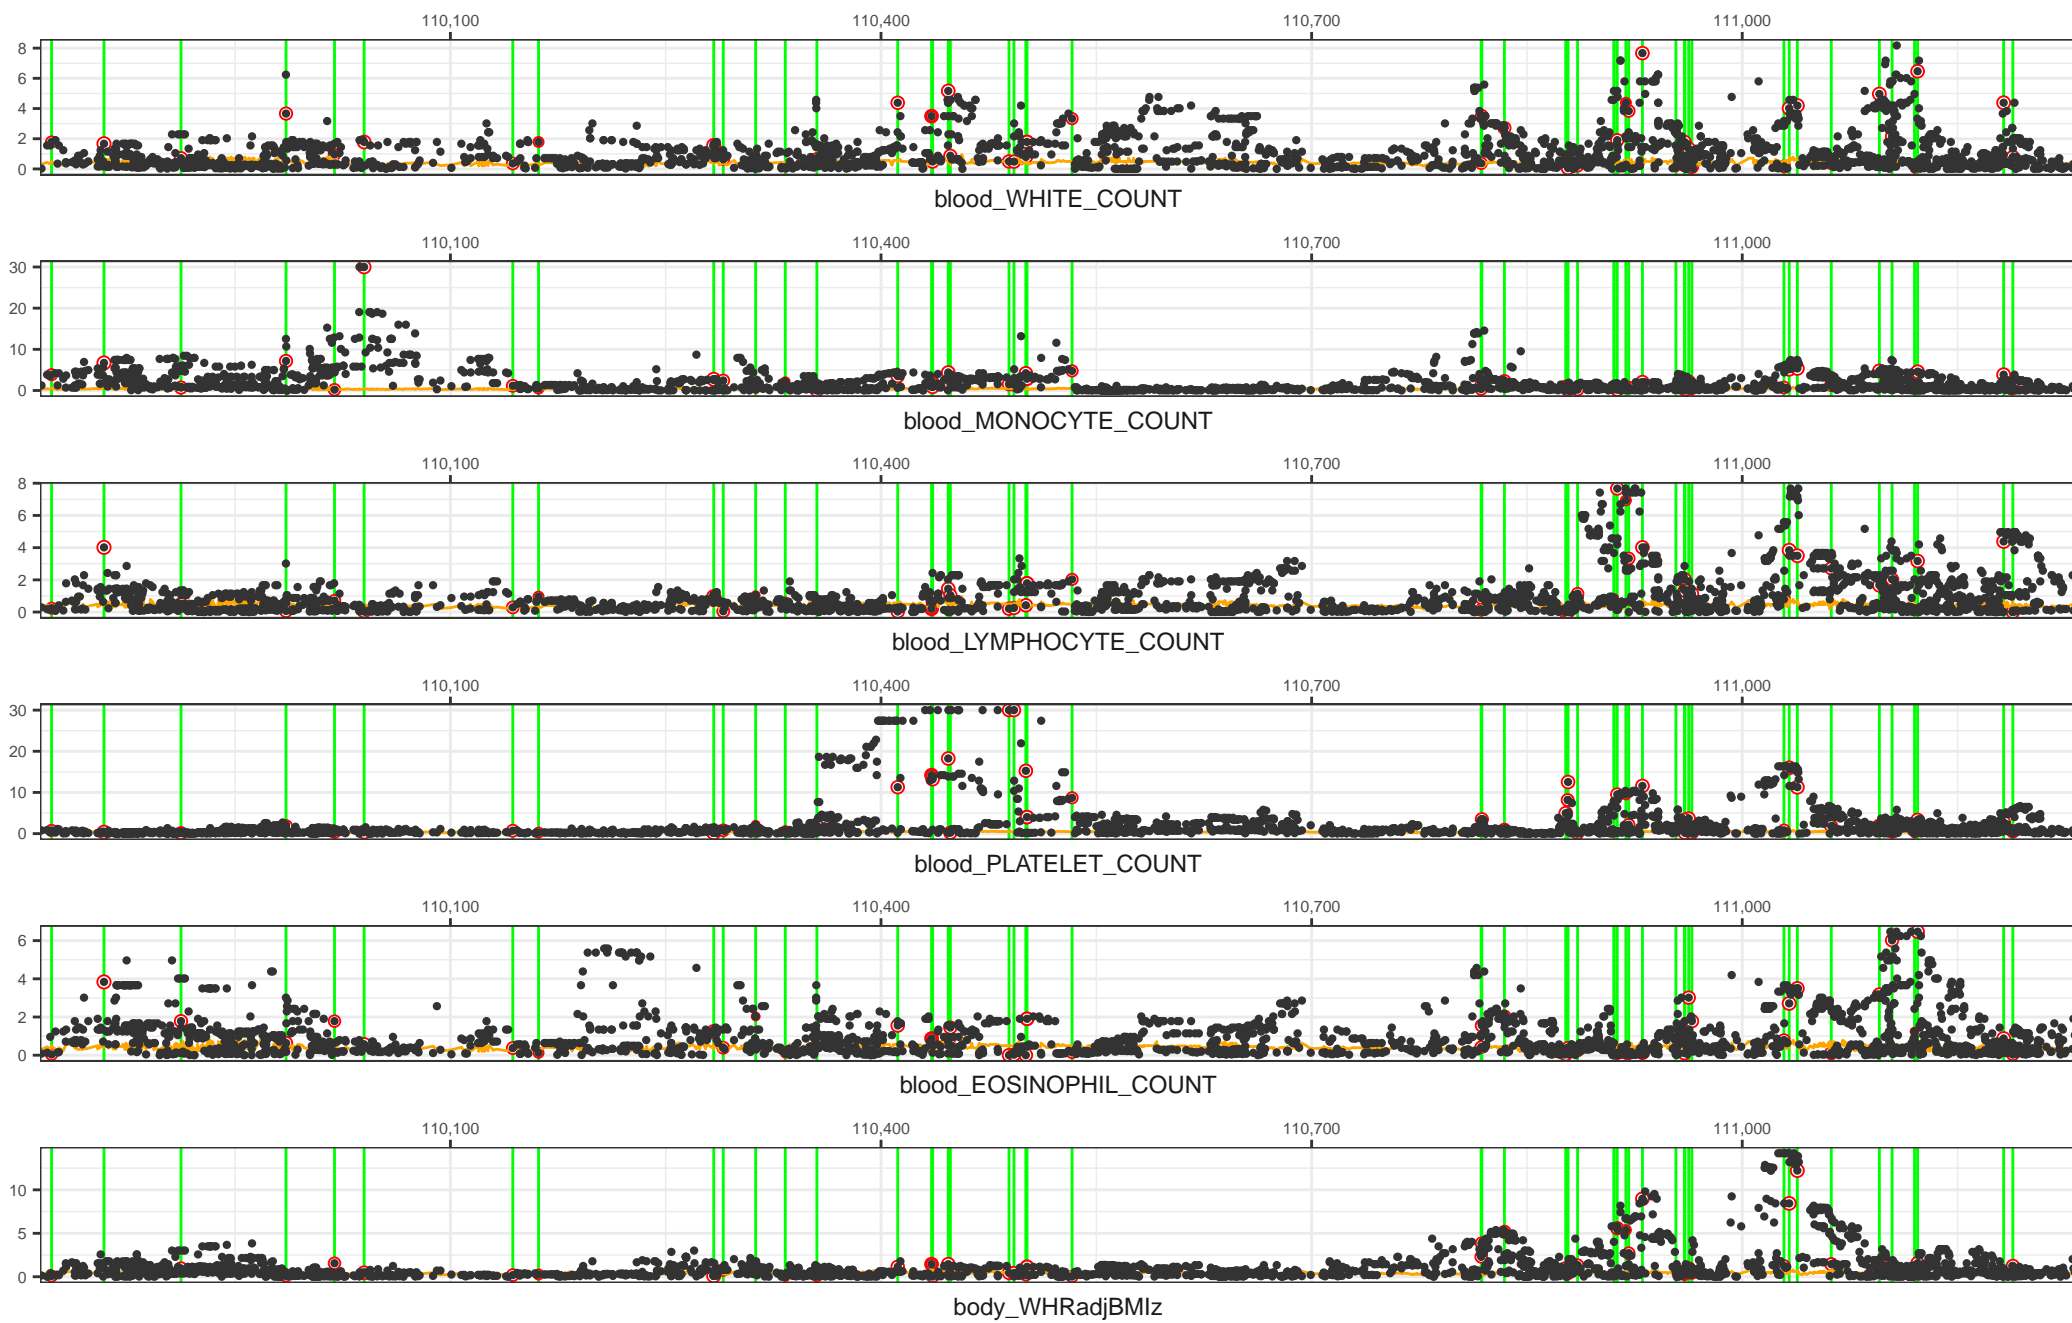 110,100 110,400 110,700 111,000
8
6
4
2
0
blood_WHITE_COUNT
110,100 110,400 110,700 111,000
30
20
10
0
blood_MONOCYTE_COUNT
110,100 110,400 110,700 111,000
8
6
4
2
0
blood_LYMPHOCYTE_COUNT
110,100 110,400 110,700 111,000
30
20
10
0
blood_PLATELET_COUNT
110,100 110,400 110,700 111,000
6
4
2
0
blood_EOSINOPHIL_COUNT
110,100 110,400 110,700 111,000
10
5
0
body_WHRadjBMIz